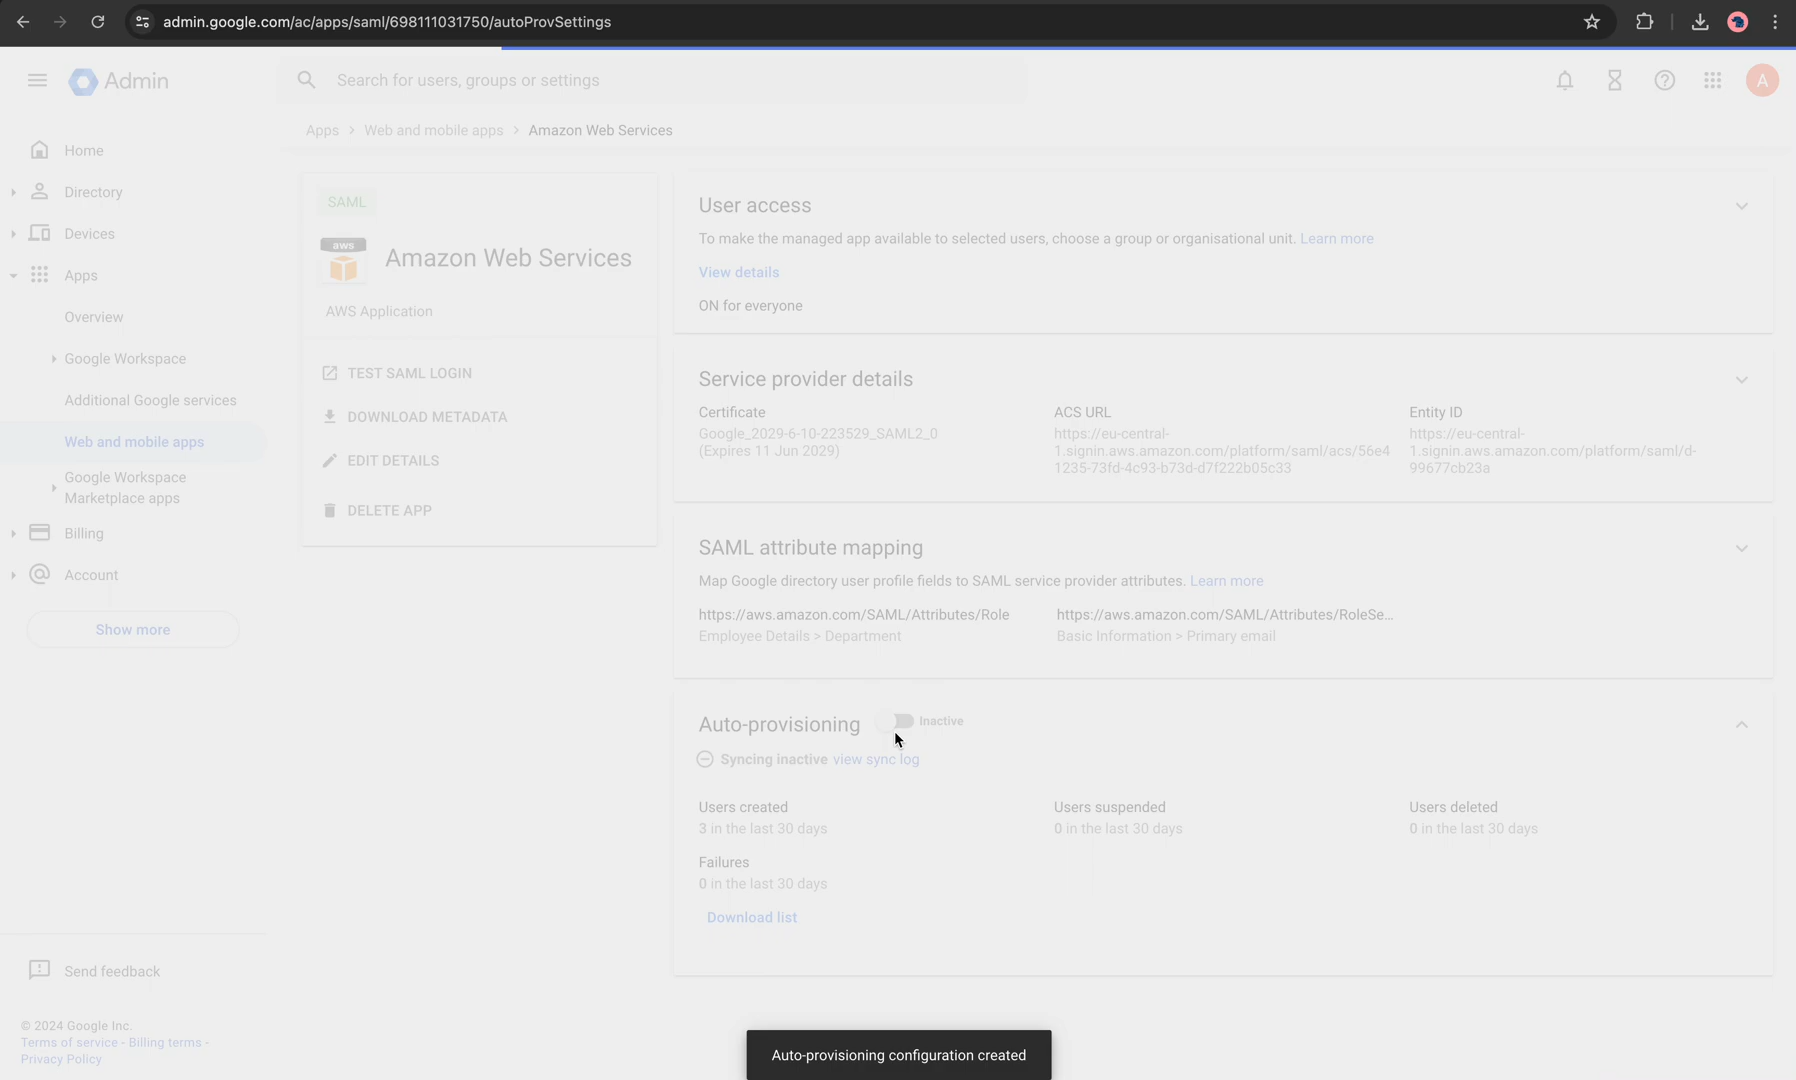 admin.google.com/ac/apps/saml/698111031750/autoProvSettings
Admin
Search for users, groups or settings
A
Apps > Web and mobile apps > Amazon Web Services
Home
Directory
Devices
Apps
Overview
Google Workspace
Additional Google services
Web and mobile apps
Google Workspace
Marketplace apps
Billing
Account
Show more
Send feedback
© 2024 Google Inc.
Terms of service - Billing terms -
Privacy Policy
SAML
aws
Amazon Web Services
AWS Application
TEST SAML LOGIN
DOWNLOAD METADATA
EDIT DETAILS
DELETE APP
User access
To make the managed app available to selected users, choose a group or organisational unit. Learn more
View details
ON for everyone
Service provider details
Certificate
Google_2029-6-10-223529_SAML2_0
(Expires 11 Jun 2029)
ACS URL
https://eu-central-
1.signin.aws.amazon.com/platform/saml/acs/56e4
1235-73fd-4c93-b73d-d7f222b05c33
Entity ID
https://eu-central-
1.signin.aws.amazon.com/platform/saml/d-
99677cb23a
SAML attribute mapping
Map Google directory user profile fields to SAML service provider attributes. Learn more
https://aws.amazon.com/SAML/Attributes/Role
Employee Details > Department
https://aws.amazon.com/SAML/Attributes/RoleSe...
Basic Information > Primary email
Auto-provisioning
Inactive
Syncing inactive view sync log
Users created
3 in the last 30 days
Users suspended
0 in the last 30 days
Users deleted
0 in the last 30 days
Failures
0 in the last 30 days
Download list
Auto-provisioning configuration created